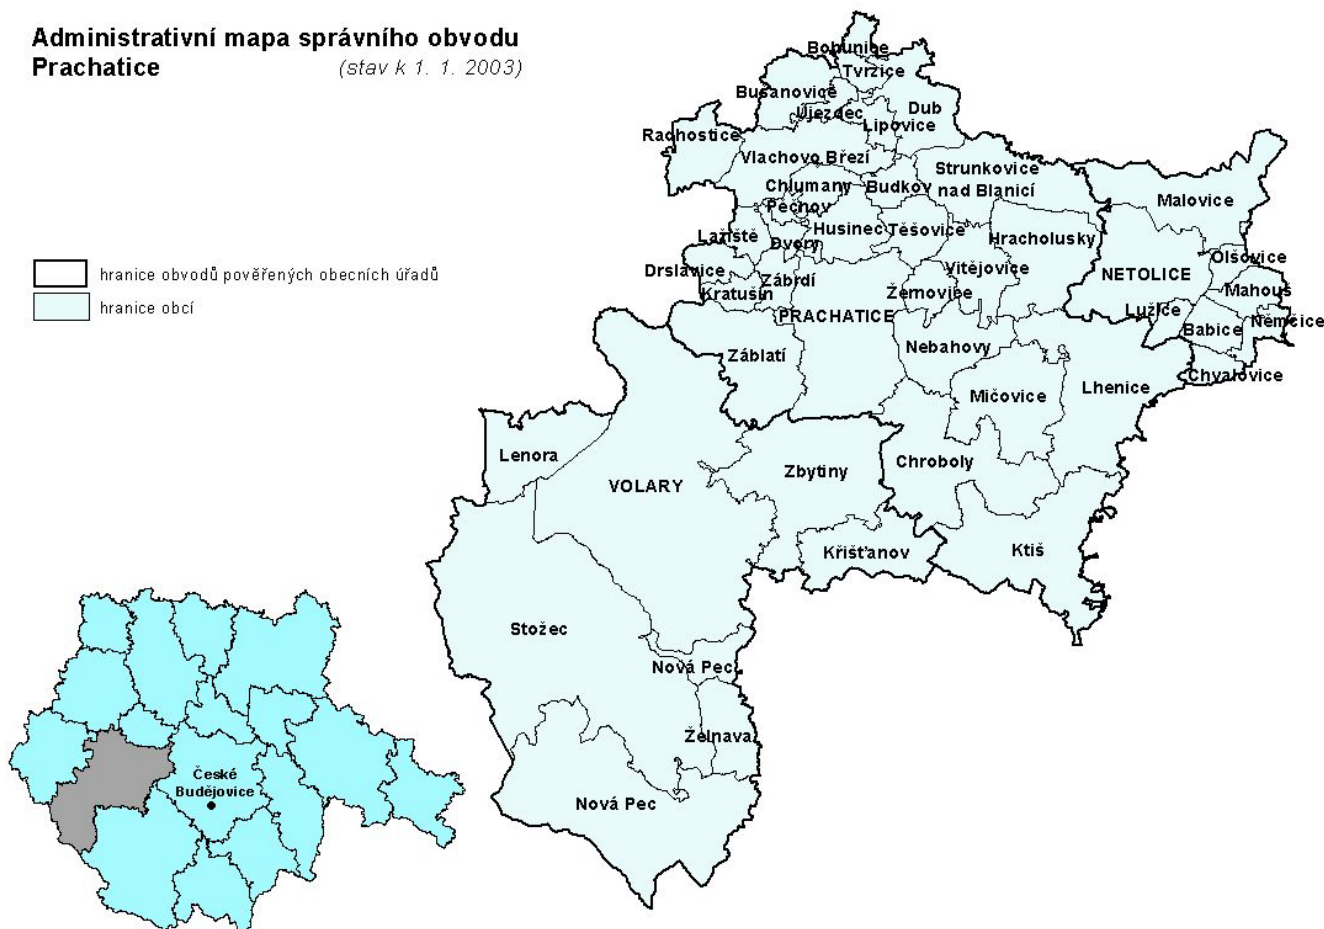 Administrativní mapa správního obvodu
Prachatice (stav k 1. 1. 2003)
hranice obvodů pověřených obecních úřadů
hranice obcí
Bohunice
Tvrzice
Busanovice
Újezdec
Dub
Lipovice
Radhostice
Vlachovo Březí
Strunkovice
nad Blanicí
Chlumany
Budkov
Malovice
Pěčnov
Husinec
Těšovice
Lažiště
Dvory
Hracholusky
Olšovice
Drslavice
Zábrdí
Vitějovice
NETOLICE
Kratušín
Žernovice
Mahouš
PRACHATICE
Lužice
Babice
Němčice
Záblatí
Nebahovy
Lhenice
Chvalovice
Mičovice
Lenora
Zbytiny
Chroboly
VOLARY
Křišťanov
Ktiš
Stožec
Nová Pec
Želnava
Nová Pec
České
Budějovice